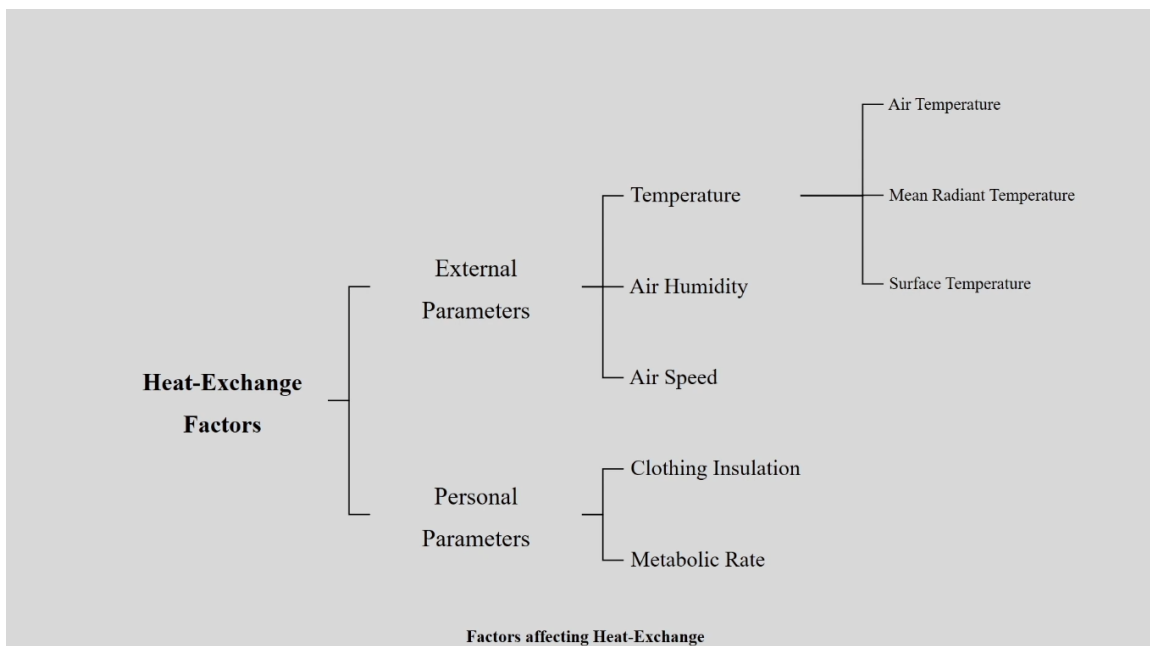 Heat-Exchange
Factors
External
Parameters
Temperature
Air Temperature
Mean Radiant Temperature
Surface Temperature
Air Humidity
Air Speed
Personal
Parameters
Clothing Insulation
Metabolic Rate
Factors affecting Heat-Exchange